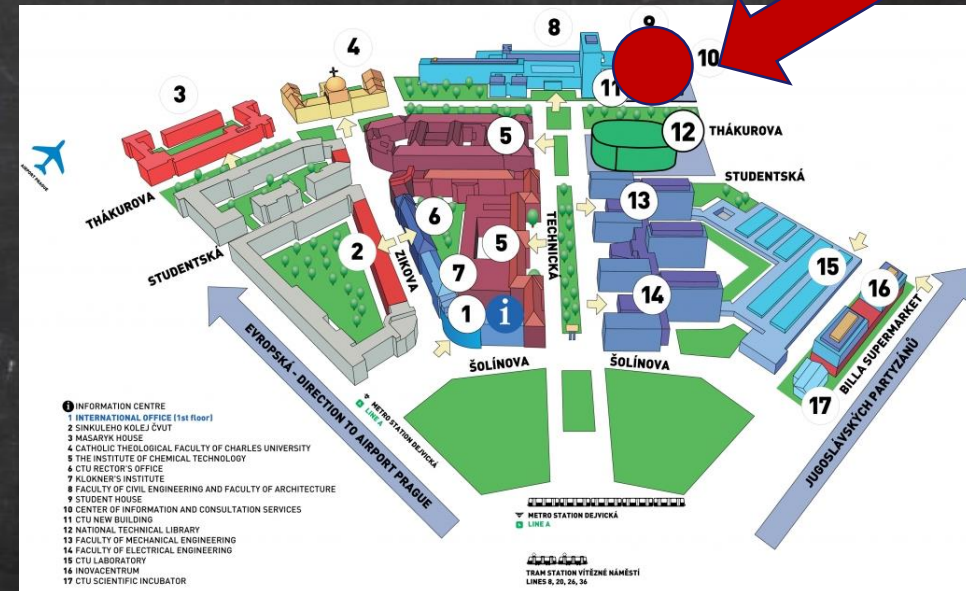 8
9
10
4
3
11
5
12
THÁKUROVA
STUDENTSKÁ
AIRPORT PRAGUE
THÁKUROVA
STUDENTSKÁ
2
ZIKOVA
6
5
TECHNICKÁ
13
7
1
i
14
15
16
ŠOLÍNOVA
ŠOLÍNOVA
17
BILLA SUPERMARKET
JUGOSLÁVSKÝCH PARTYZÁNŮ
EVROPSKÁ - DIRECTION TO AIRPORT PRAGUE
METRO STATION DEJVICKÁ
LINE A
i INFORMATION CENTRE
1 INTERNATIONAL OFFICE (1st floor)
2 SINKULEHO KOLEJ ČVUT
3 MASARYK HOUSE
4 CATHOLIC THEOLOGICAL FACULTY OF CHARLES UNIVERSITY
5 THE INSTITUTE OF CHEMICAL TECHNOLOGY
6 CTU RECTOR'S OFFICE
7 KLOKNER'S INSTITUTE
8 FACULTY OF CIVIL ENGINEERING AND FACULTY OF ARCHITECTURE
9 STUDENT HOUSE
10 CENTER OF INFORMATION AND CONSULTATION SERVICES
11 CTU NEW BUILDING
12 NATIONAL TECHNICAL LIBRARY
13 FACULTY OF MECHANICAL ENGINEERING
14 FACULTY OF ELECTRICAL ENGINEERING
15 CTU LABORATORY
16 INOVACENTRUM
17 CTU SCIENTIFIC INCUBATOR
METRO STATION DEJVICKÁ
LINE A
TRAM STATION VÍTĚZNÉ NÁMĚSTÍ
LINES 8, 20, 26, 36